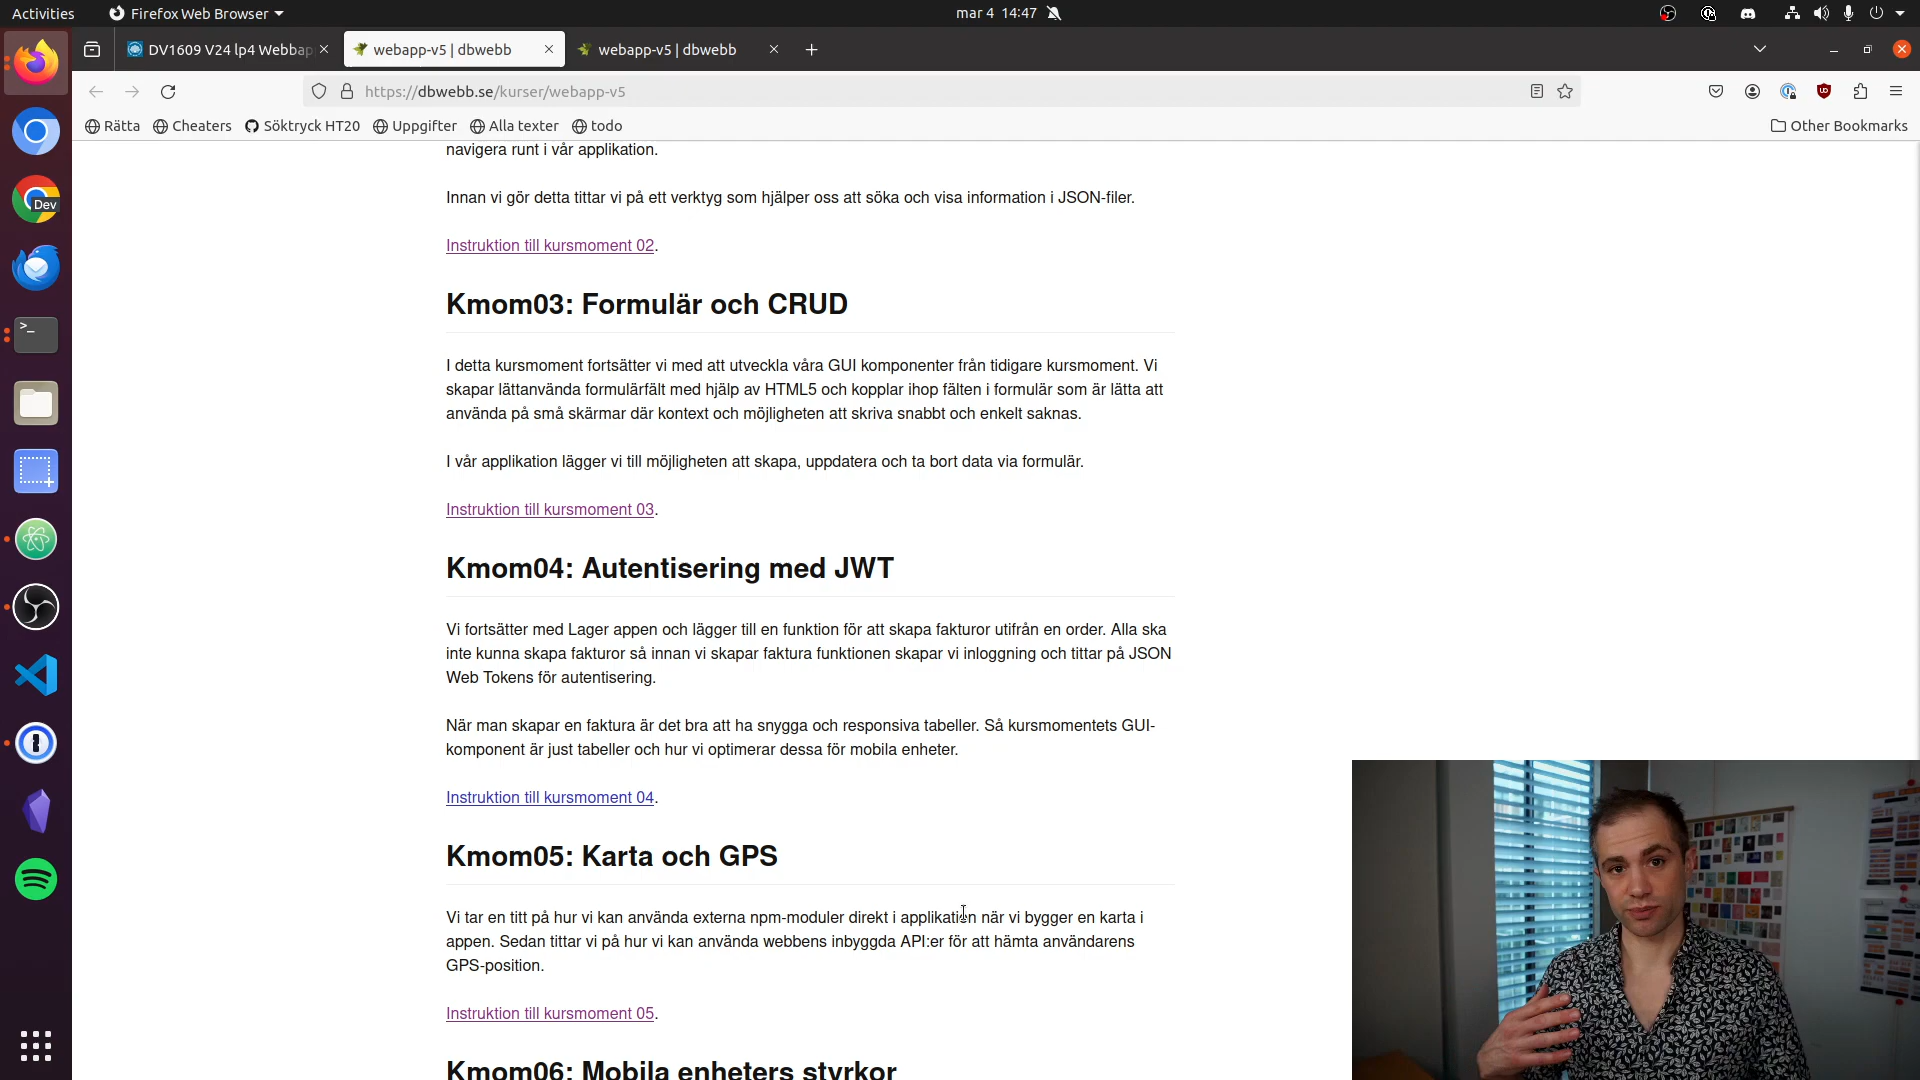 Activities
Firefox Web Browser
mar 4 14:47
DV1609 V24 lp4 Webbap
webapp-v5 | dbwebb
webapp-v5 | dbwebb
https://dbwebb.se/kurser/webapp-v5
Rätta
Cheaters
Söktryck HT20
Uppgifter
Alla texter
todo
Other Bookmarks
Dev
navigera runt i vår applikation.
Innan vi gör detta tittar vi på ett verktyg som hjälper oss att söka och visa information i JSON-filer.
Instruktion till kursmoment 02.
Kmom03: Formulär och CRUD
I detta kursmoment fortsätter vi med att utveckla våra GUI komponenter från tidigare kursmoment. Vi
skapar lättanvända formulärfält med hjälp av HTML5 och kopplar ihop fälten i formulär som är lätta att
använda på små skärmar där kontext och möjligheten att skriva snabbt och enkelt saknas.
I vår applikation lägger vi till möjligheten att skapa, uppdatera och ta bort data via formulär.
Instruktion till kursmoment 03.
Kmom04: Autentisering med JWT
Vi fortsätter med Lager appen och lägger till en funktion för att skapa fakturor utifrån en order. Alla ska
inte kunna skapa fakturor så innan vi skapar faktura funktionen skapar vi inloggning och tittar på JSON
Web Tokens för autentisering.
När man skapar en faktura är det bra att ha snygga och responsiva tabeller. Så kursmomentets GUI-
komponent är just tabeller och hur vi optimerar dessa för mobila enheter.
Instruktion till kursmoment 04.
Kmom05: Karta och GPS
Vi tar en titt på hur vi kan använda externa npm-moduler direkt i applikation när vi bygger en karta i
appen. Sedan tittar vi på hur vi kan använda webbens inbyggda API:er för att hämta användarens
GPS-position.
Instruktion till kursmoment 05.
Kmom06: Mobila enheters styrkor